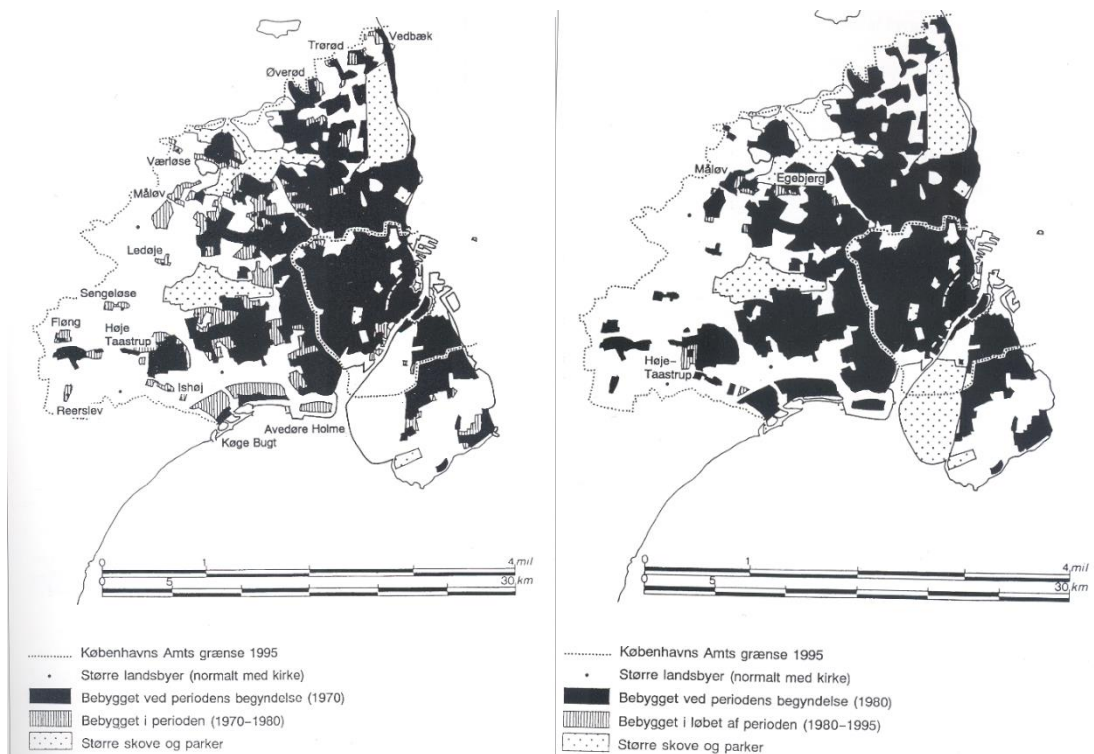 Vedbæk
Trørød
Øverød
Værløse
Måløv
Ledøje
Sengeløse
Fløng
Høje
Taastrup
Ishøj
Reerslev
Avedøre Holme
Køge Bugt
0 1 4 mil
0 5 30 km
Københavns Amts grænse 1995
Større landsbyer (normalt med kirke)
Bebygget ved periodens begyndelse (1970)
Bebygget i perioden (1970–1980)
Større skove og parker
Måløv
Egebjerg
Høje-
Taastrup
0 1 4 mil
0 5 30 km
Københavns Amts grænse 1995
Større landsbyer (normalt med kirke)
Bebygget ved periodens begyndelse (1980)
Bebygget i løbet af perioden (1980–1995)
Større skove og parker